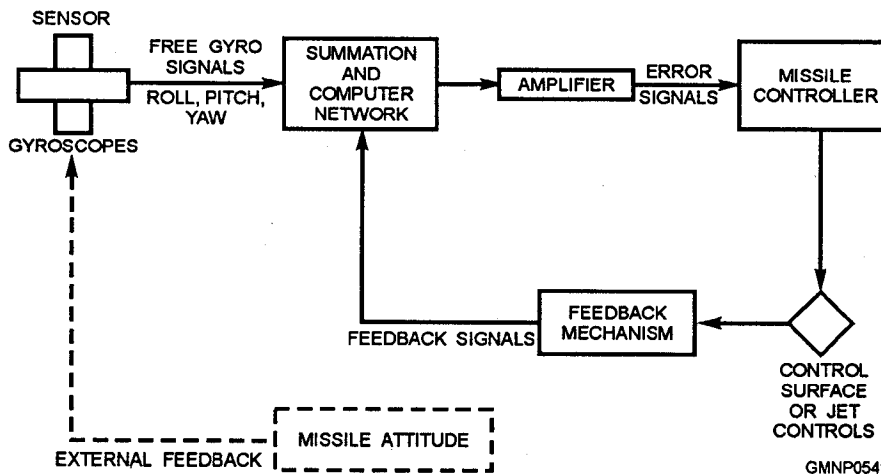 SENSOR
GYROSCOPES
FREE GYRO
SIGNALS
ROLL, PITCH,
YAW
SUMMATION
AND
COMPUTER
NETWORK
AMPLIFIER
ERROR
SIGNALS
MISSILE
CONTROLLER
FEEDBACK SIGNALS
FEEDBACK
MECHANISM
CONTROL
SURFACE
OR JET
CONTROLS
EXTERNAL FEEDBACK
MISSILE ATTITUDE
GMNP054